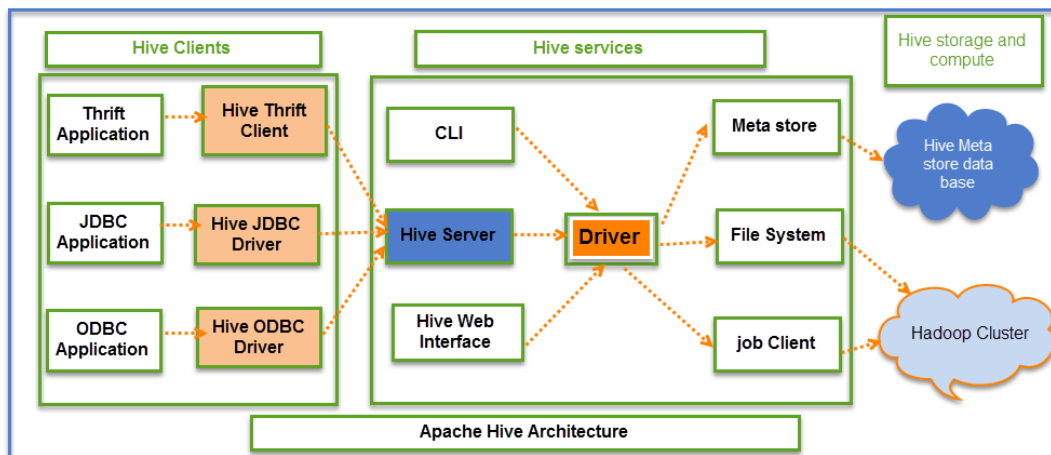 Hive Clients
Hive services
Hive storage and
compute
Thrift
Application
Hive Thrift
Client
CLI
Meta store
Hive Meta
store data
base
JDBC
Application
Hive JDBC
Driver
Hive Server
Driver
File System
ODBC
Application
Hive ODBC
Driver
Hive Web
Interface
job Client
Hadoop Cluster
Apache Hive Architecture